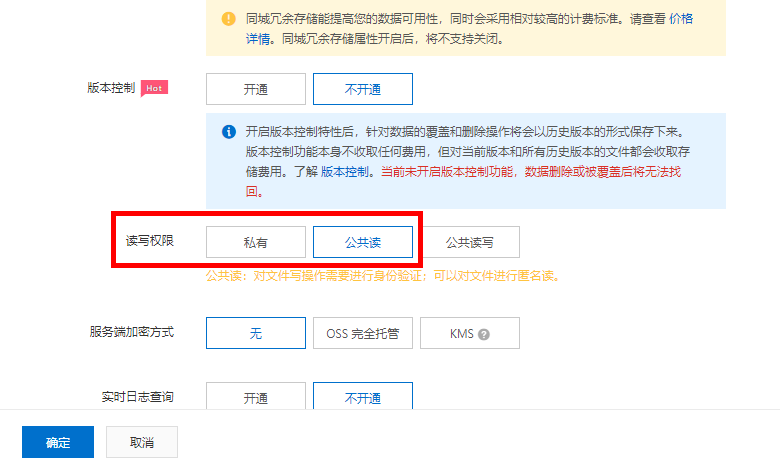 同城冗余存储能提高您的数据可用性，同时会采用相对较高的计费标准。请查看 价格
详情。同城冗余存储属性开启后，将不支持关闭。
版本控制 Hot 开通 不开通
开启版本控制特性后，针对数据的覆盖和删除操作将会以历史版本的形式保存下来。
版本控制功能本身不收取任何费用，但对当前版本和所有历史版本的文件都会收取存
储费用。了解 版本控制。当前未开启版本控制功能，数据删除或被覆盖后将无法找
回。
读写权限 私有 公共读 公共读写
公共读：对文件写操作需要进行身份验证；可以对文件进行匿名读。
服务端加密方式 无 OSS 完全托管 KMS ?
实时日志查询 开通 不开通
确定 取消